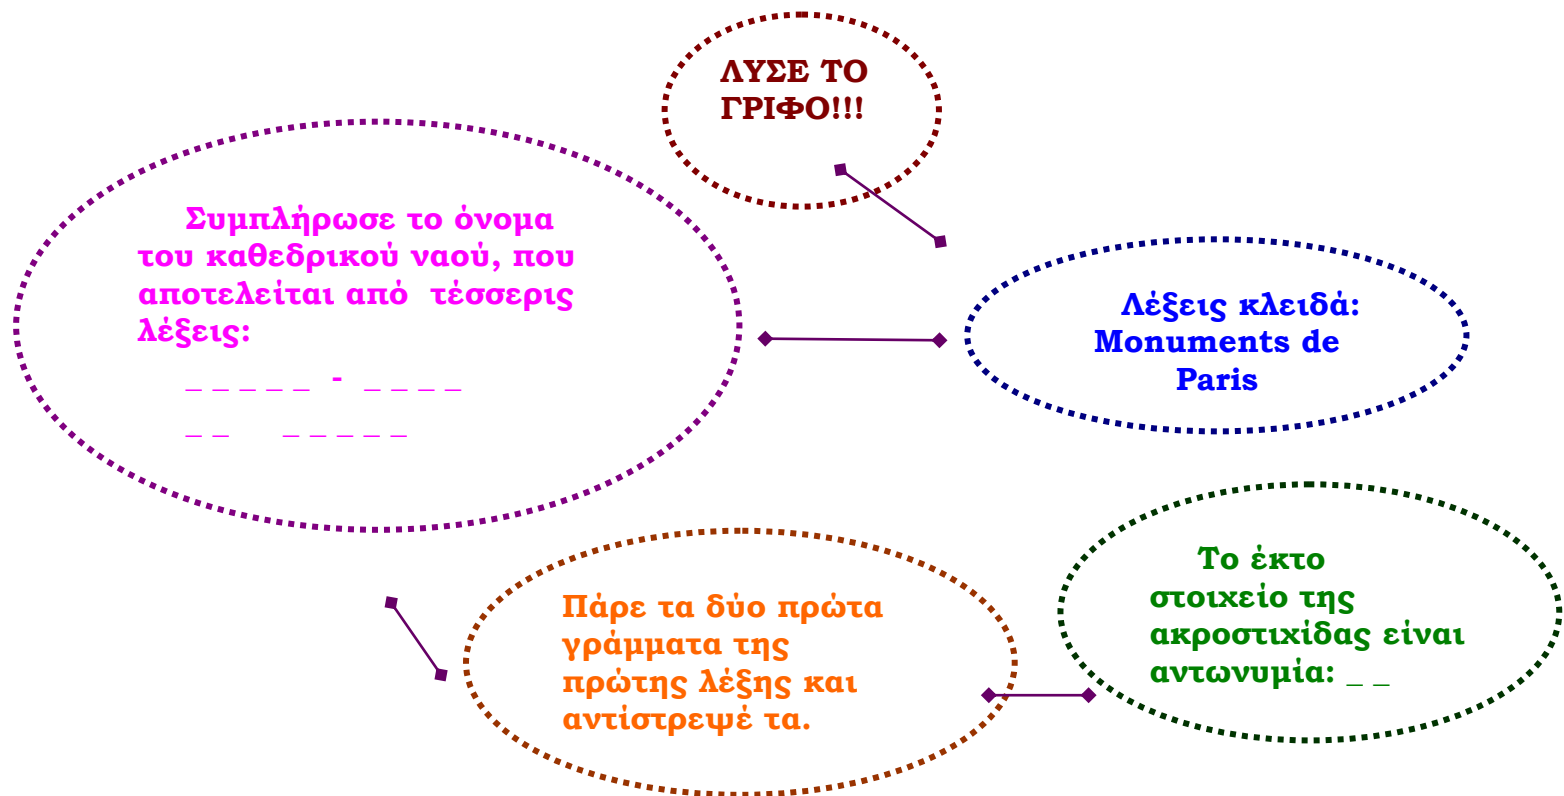 ΛΥΣΕ ΤΟ
ΓΡΙΦΟ!!!
Συμπλήρωσε το όνομα
του καθεδρικού ναού, που
αποτελείται από τέσσερις
λέξεις:
_ _ _ _ _ - _ _ _ _
_ _ _ _ _ _ _
Λέξεις κλειδά:
Monuments de
Paris
Πάρε τα δύο πρώτα
γράμματα της
πρώτης λέξης και
αντίστρεψέ τα.
Το έκτο
στοιχείο της
ακροστιχίδας είναι
αντωνυμία: _ _